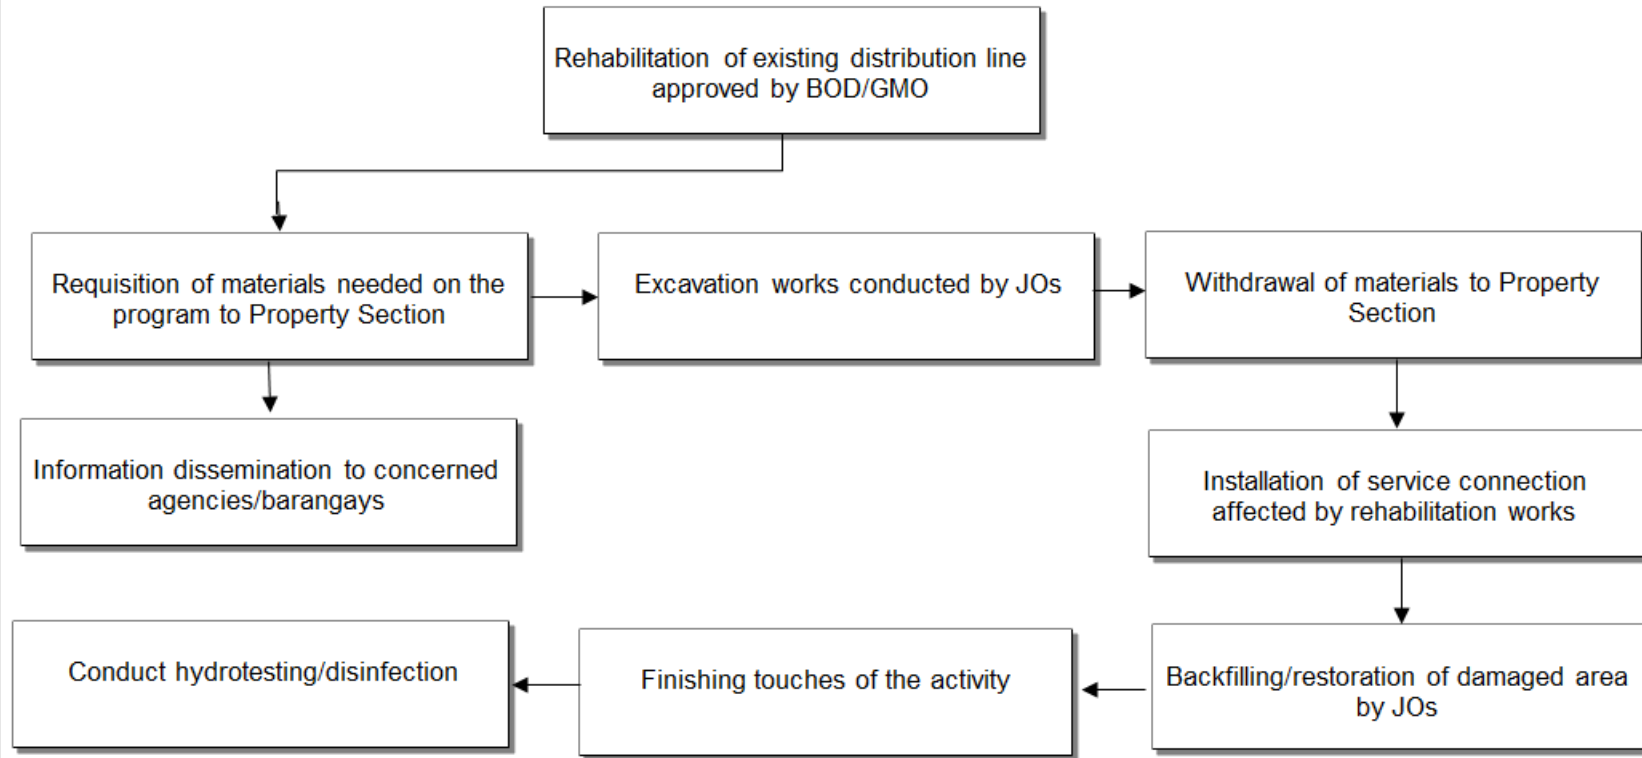 Rehabilitation of existing distribution line
approved by BOD/GMO
Requisition of materials needed on the
program to Property Section
Excavation works conducted by JOs
Withdrawal of materials to Property
Section
Information dissemination to concerned
agencies/barangays
Installation of service connection
affected by rehabilitation works
Backfilling/restoration of damaged area
by JOs
Finishing touches of the activity
Conduct hydrotesting/disinfection